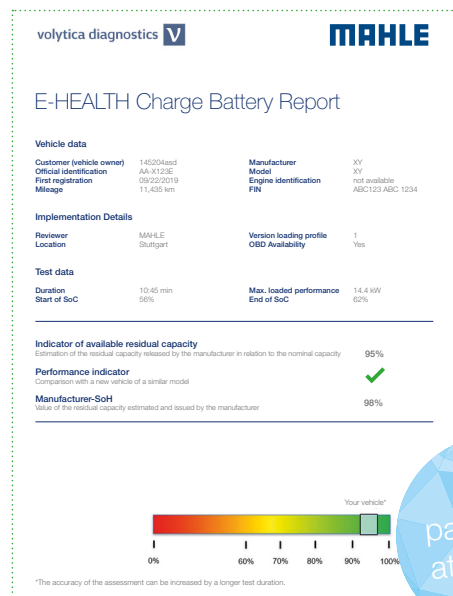 volytica diagnostics V
MAHLE
E-HEALTH Charge Battery Report
Vehicle data
Customer (vehicle owner) 145204asd Manufacturer XY
Official identification AA-X123E Model XY
First registration 09/22/2019 Engine identification not available
Mileage 11,435 km FIN ABC123 ABC 1234
Implementation Details
Reviewer MAHLE Version loading profile 1
Location Stuttgart OBD Availability Yes
Test data
Duration 10:45 min Max. loaded performance 14.4 kW
Start of SoC 56% End of SoC 62%
Indicator of available residual capacity
Estimation of the residual capacity released by the manufacturer in relation to the nominal capacity 95%
Performance indicator
Comparison with a new vehicle of a similar model
Manufacturer-SoH
Value of the residual capacity estimated and issued by the manufacturer 98%
Your vehicle*
0% 60% 70% 80% 90% 100%
*The accuracy of the assessment can be increased by a longer test duration.